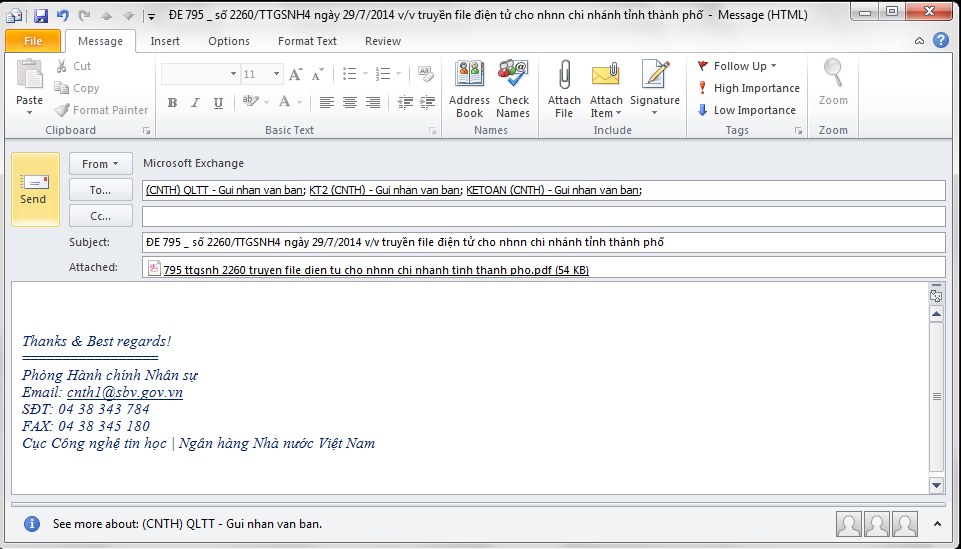 ĐE 795 _ số 2260/TTGSNH4 ngày 29/7/2014 v/v truyền file điện tử cho nhnn chi nhánh tỉnh thành phố - Message (HTML)
File Message Insert Options Format Text Review
Paste
Cut
Copy
Format Painter
Clipboard
11
B I U
Basic Text
Address Book
Check Names
Names
Attach File
Attach Item
Signature
Include
Follow Up
High Importance
Low Importance
Tags
Zoom
Zoom
Send
From Microsoft Exchange
To... (CNTH) QLTT - Gui nhan van ban; KT2 (CNTH) - Gui nhan van ban; KETOAN (CNTH) - Gui nhan van ban;
Cc...
Subject: ĐE 795 _ số 2260/TTGSNH4 ngày 29/7/2014 v/v truyền file điện tử cho nhnn chi nhánh tỉnh thành phố
Attached: 795 ttgsnh 2260 truyen file dien tu cho nhnn chi nhanh tinh thanh pho.pdf (54 KB)
Thanks & Best regards!
=================
Phòng Hành chính Nhân sự
Email: cnth1@sbv.gov.vn
SĐT: 04 38 343 784
FAX: 04 38 345 180
Cục Công nghệ tin học | Ngân hàng Nhà nước Việt Nam
See more about: (CNTH) QLTT - Gui nhan van ban.